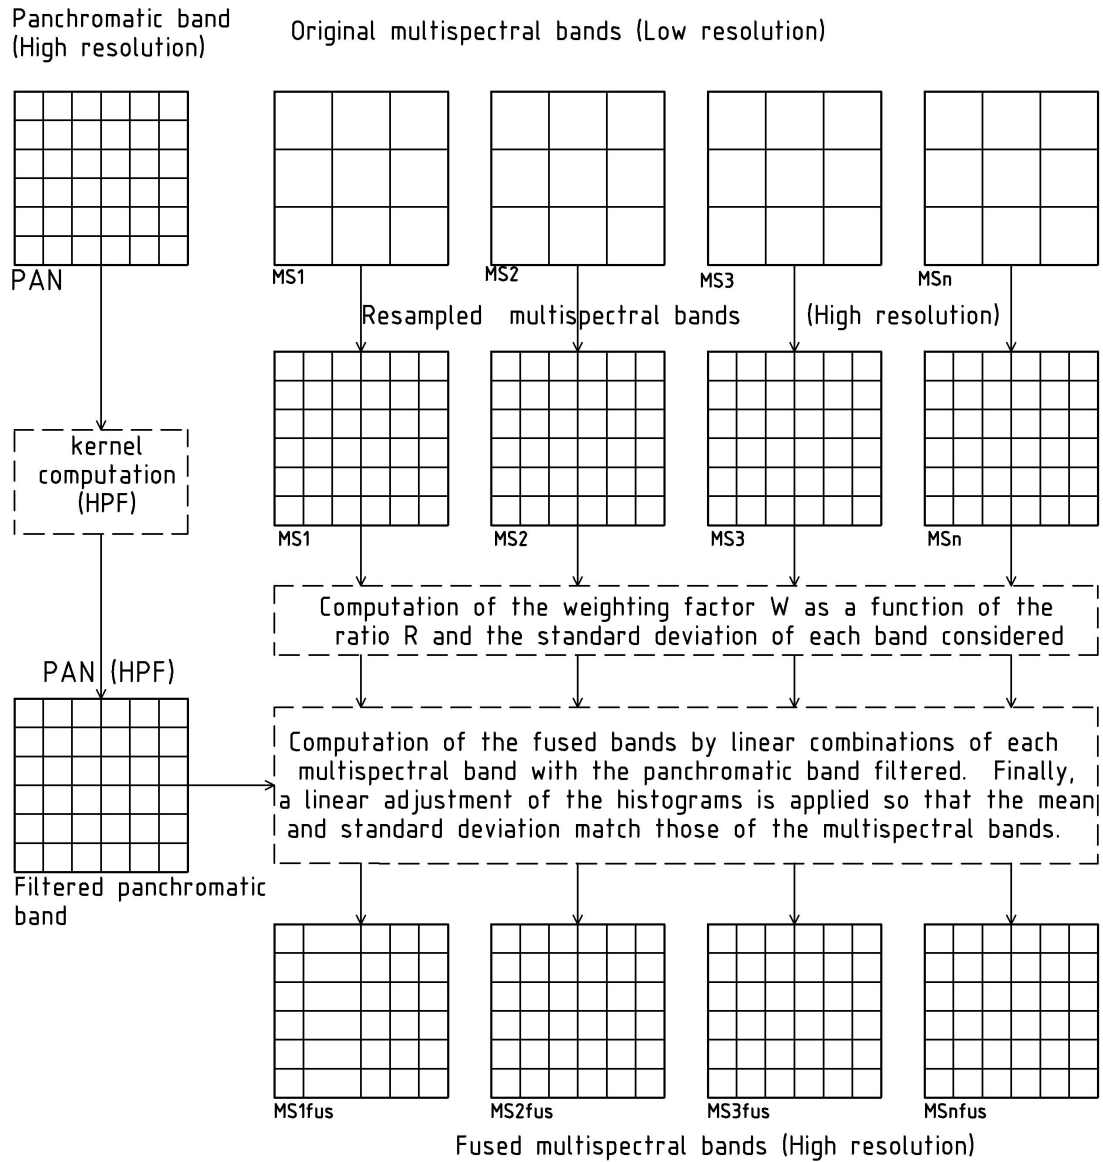 Panchromatic band
(High resolution)
Original multispectral bands (Low resolution)
PAN
MS1
MS2
MS3
MSn
Resampled multispectral bands (High resolution)
kernel
computation
(HPF)
MS1
MS2
MS3
MSn
Computation of the weighting factor W as a function of the
ratio R and the standard deviation of each band considered
PAN (HPF)
Computation of the fused bands by linear combinations of each
multispectral band with the panchromatic band filtered. Finally,
a linear adjustment of the histograms is applied so that the mean
and standard deviation match those of the multispectral bands.
Filtered panchromatic
band
MS1fus
MS2fus
MS3fus
MSnfus
Fused multispectral bands (High resolution)